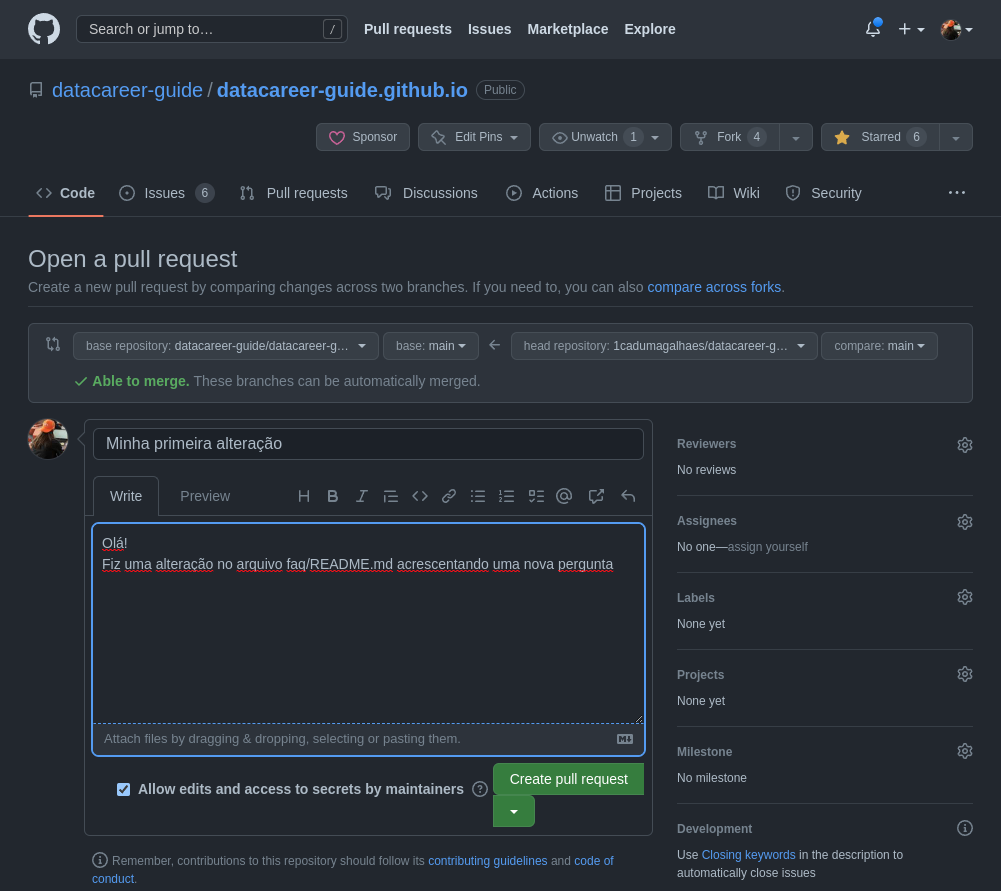 Search or jump to… /
Pull requests Issues Marketplace Explore
datacareer-guide / datacareer-guide.github.io Public
Sponsor Edit Pins Unwatch 1 Fork 4 Starred 6
Code Issues 6 Pull requests Discussions Actions Projects Wiki Security
Open a pull request
Create a new pull request by comparing changes across two branches. If you need to, you can also compare across forks.
base repository: datacareer-guide/datacareer-g… base: main head repository: 1cadumagalhaes/datacareer-g… compare: main
Able to merge. These branches can be automatically merged.
Minha primeira alteração
Write Preview
Olá!
Fiz uma alteração no arquivo faq/README.md acrescentando uma nova pergunta
Attach files by dragging & dropping, selecting or pasting them.
Allow edits and access to secrets by maintainers
Create pull request
Remember, contributions to this repository should follow its contributing guidelines and code of
conduct.
Reviewers
No reviews
Assignees
No one—assign yourself
Labels
None yet
Projects
None yet
Milestone
No milestone
Development
Use Closing keywords in the description to
automatically close issues